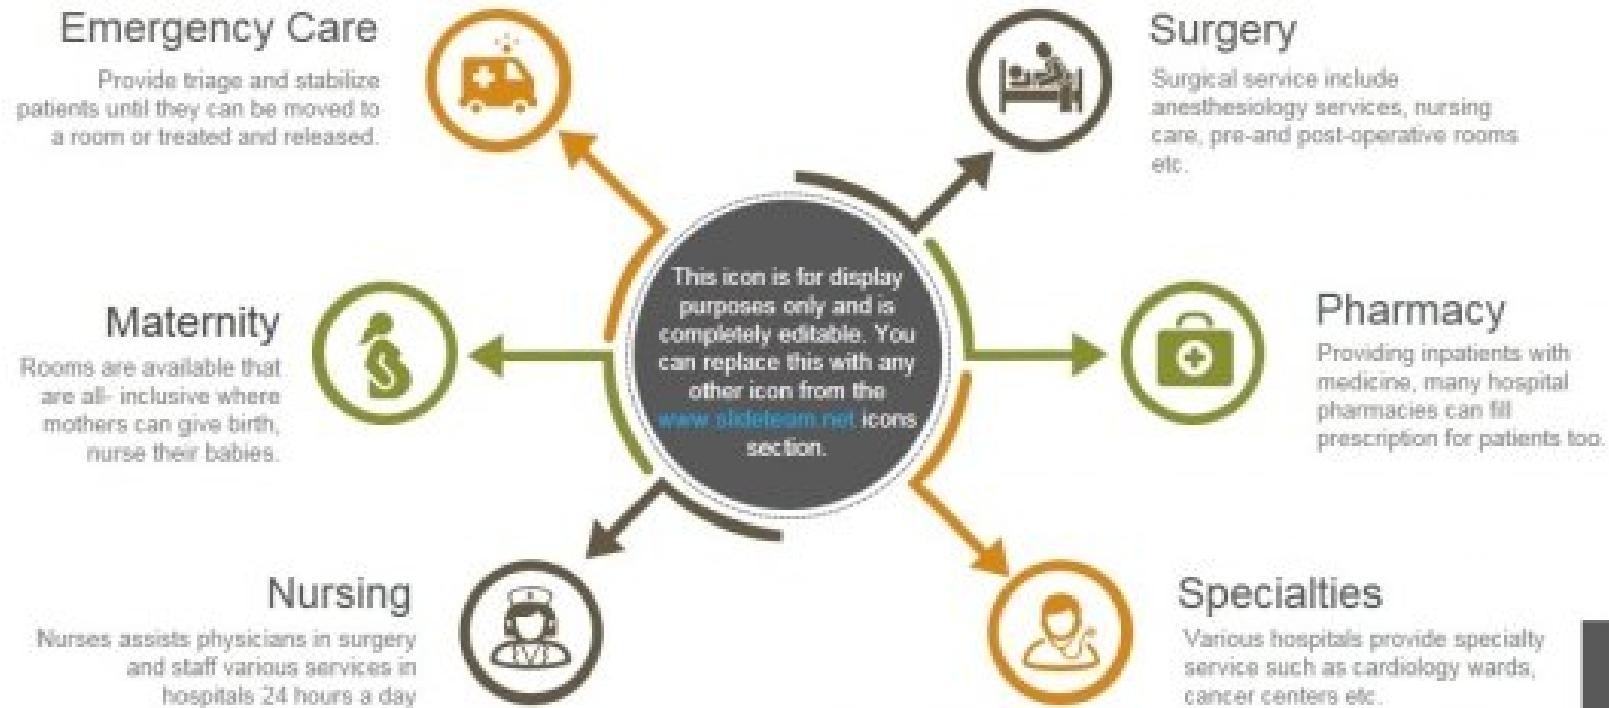 Emergency Care
Provide triage and stabilize
patients until they can be moved to
a room or treated and released.
Surgery
Surgical service include
anesthesiology services, nursing
care, pre-and post-operative rooms
etc.
Maternity
Rooms are available that
are all- inclusive where
mothers can give birth,
nurse their babies.
This icon is for display
purposes only and is
completely editable. You
can replace this with any
other icon from the
www.slideteam.net icons
section.
Pharmacy
Providing inpatients with
medicine, many hospital
pharmacies can fill
prescription for patients too.
Nursing
Nurses assists physicians in surgery
and staff various services in
hospitals 24 hours a day
Specialties
Various hospitals provide specialty
service such as cardiology wards,
cancer centers etc.